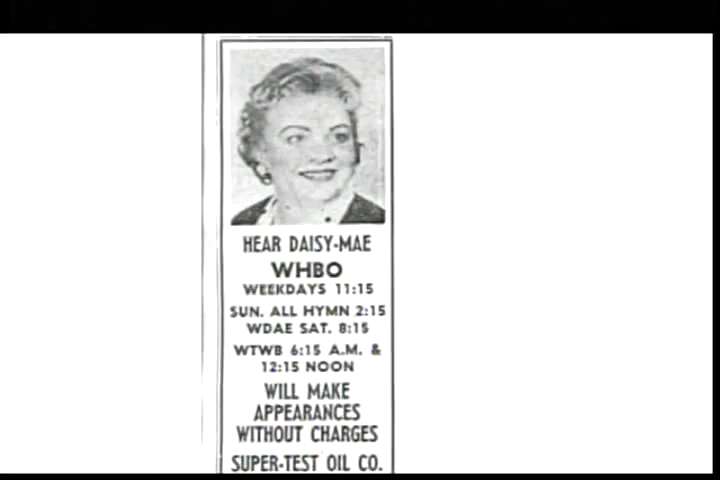 HEAR DAISY-MAE
WHBO
WEEKDAYS 11:15
SUN. ALL HYMN 2:15
WDAE SAT. 8:15
WTWB 6:15 A.M. &
12:15 NOON
WILL MAKE
APPEARANCES
WITHOUT CHARGES
SUPER-TEST OIL CO.